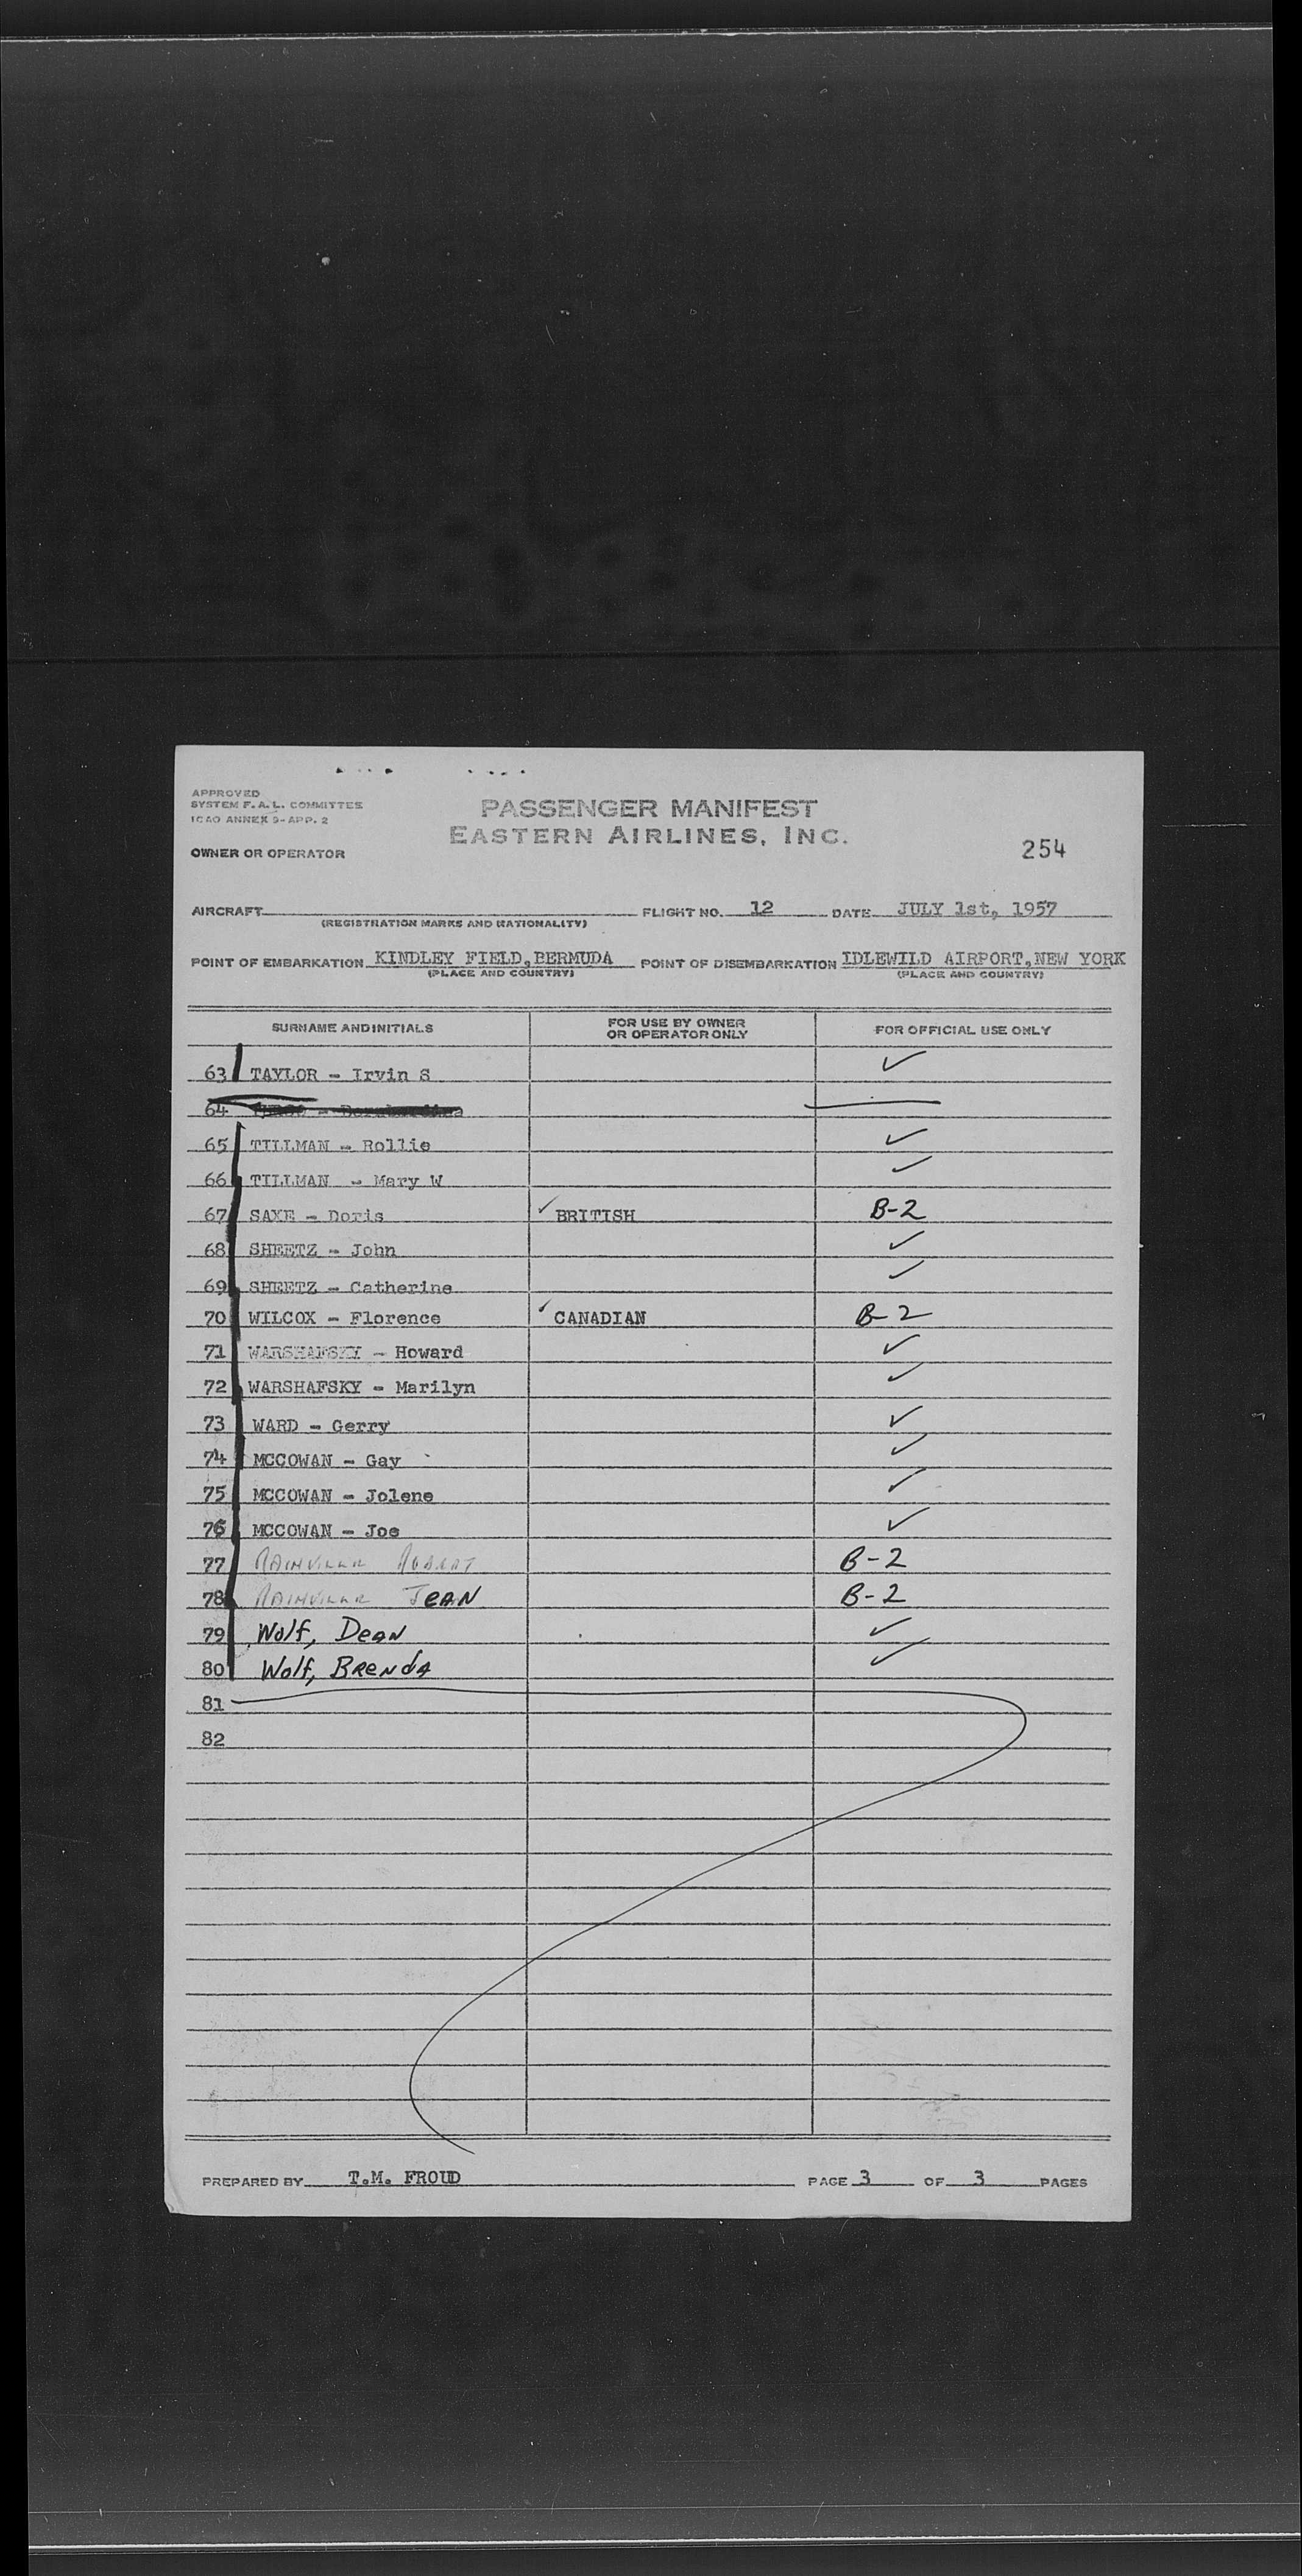 APPROVED
SYSTEM F.A.L. COMMITTEE
ICAO ANNEX 9-APP. 2
PASSENGER MANIFEST
EASTERN AIRLINES, INC.
OWNER OR OPERATOR
254
AIRCRAFT FLIGHT NO. 12 DATE JULY 1st, 1957
(REGISTRATION MARKS AND NATIONALITY)
POINT OF EMBARKATION KINDLEY FIELD, BERMUDA POINT OF DISEMBARKATION IDLEWILD AIRPORT, NEW YORK
(PLACE AND COUNTRY) (PLACE AND COUNTRY)
SURNAME AND INITIALS FOR USE BY OWNER OR OPERATOR ONLY FOR OFFICIAL USE ONLY
63 TAYLOR - Irvin S ✓
64
65 TILLMAN - Rollie ✓
66 TILLMAN - Mary W ✓
67 SAXE - Doris ✓ BRITISH B-2
68 SHEETZ - John ✓
69 SHEETZ - Catherine ✓
70 WILCOX - Florence ✓ CANADIAN B-2
71 WARSHAFSKY - Howard ✓
72 WARSHAFSKY - Marilyn ✓
73 WARD - Gerry ✓
74 MCCOWAN - Gay ✓
75 MCCOWAN - Jolene ✓
76 MCCOWAN - Joe ✓
77 RAINVILLE ROBERT B-2
78 RAINVILLE JEAN B-2
79 Wolf, DEAN ✓
80 Wolf, BRENDA ✓
81
82
PREPARED BY T.M. FROUD PAGE 3 OF 3 PAGES